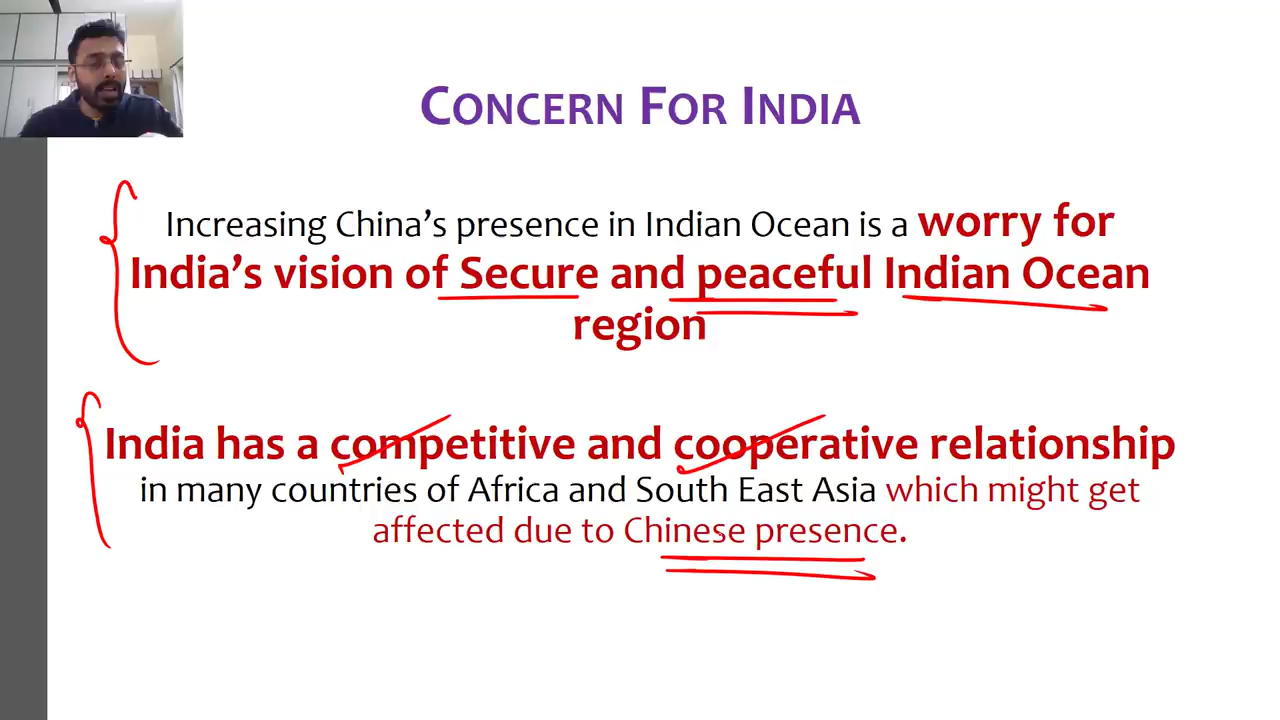 CONCERN FOR INDIA
Increasing China’s presence in Indian Ocean is a worry for
India’s vision of Secure and peaceful Indian Ocean
region
India has a competitive and cooperative relationship
in many countries of Africa and South East Asia which might get
affected due to Chinese presence.